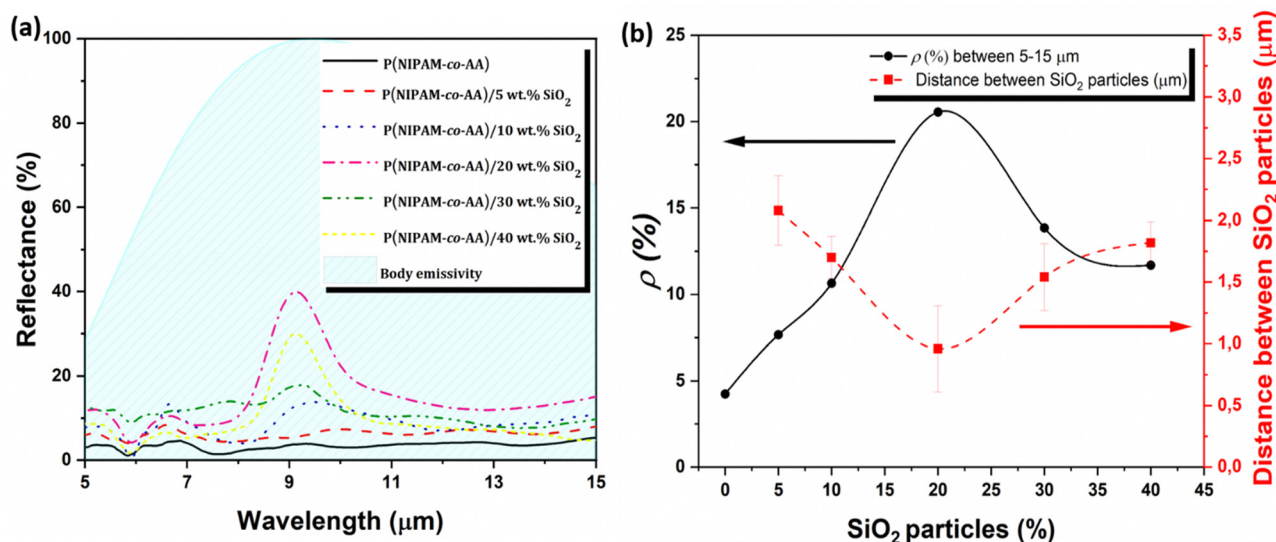 (a)
100
80
60
40
20
0
Reflectance (%)
P(NIPAM-co-AA)
P(NIPAM-co-AA)/5 wt.% SiO₂
P(NIPAM-co-AA)/10 wt.% SiO₂
P(NIPAM-co-AA)/20 wt.% SiO₂
P(NIPAM-co-AA)/30 wt.% SiO₂
P(NIPAM-co-AA)/40 wt.% SiO₂
Body emissivity
5 7 9 11 13 15
Wavelength (μm)
(b)
25
20
15
10
5
0
ρ (%)
ρ (%) between 5-15 μm
Distance between SiO₂ particles (μm)
3,5
3,0
2,5
2,0
1,5
1,0
0,5
0,0
Distance between SiO₂ particles (μm)
0 5 10 15 20 25 30 35 40 45
SiO₂ particles (%)